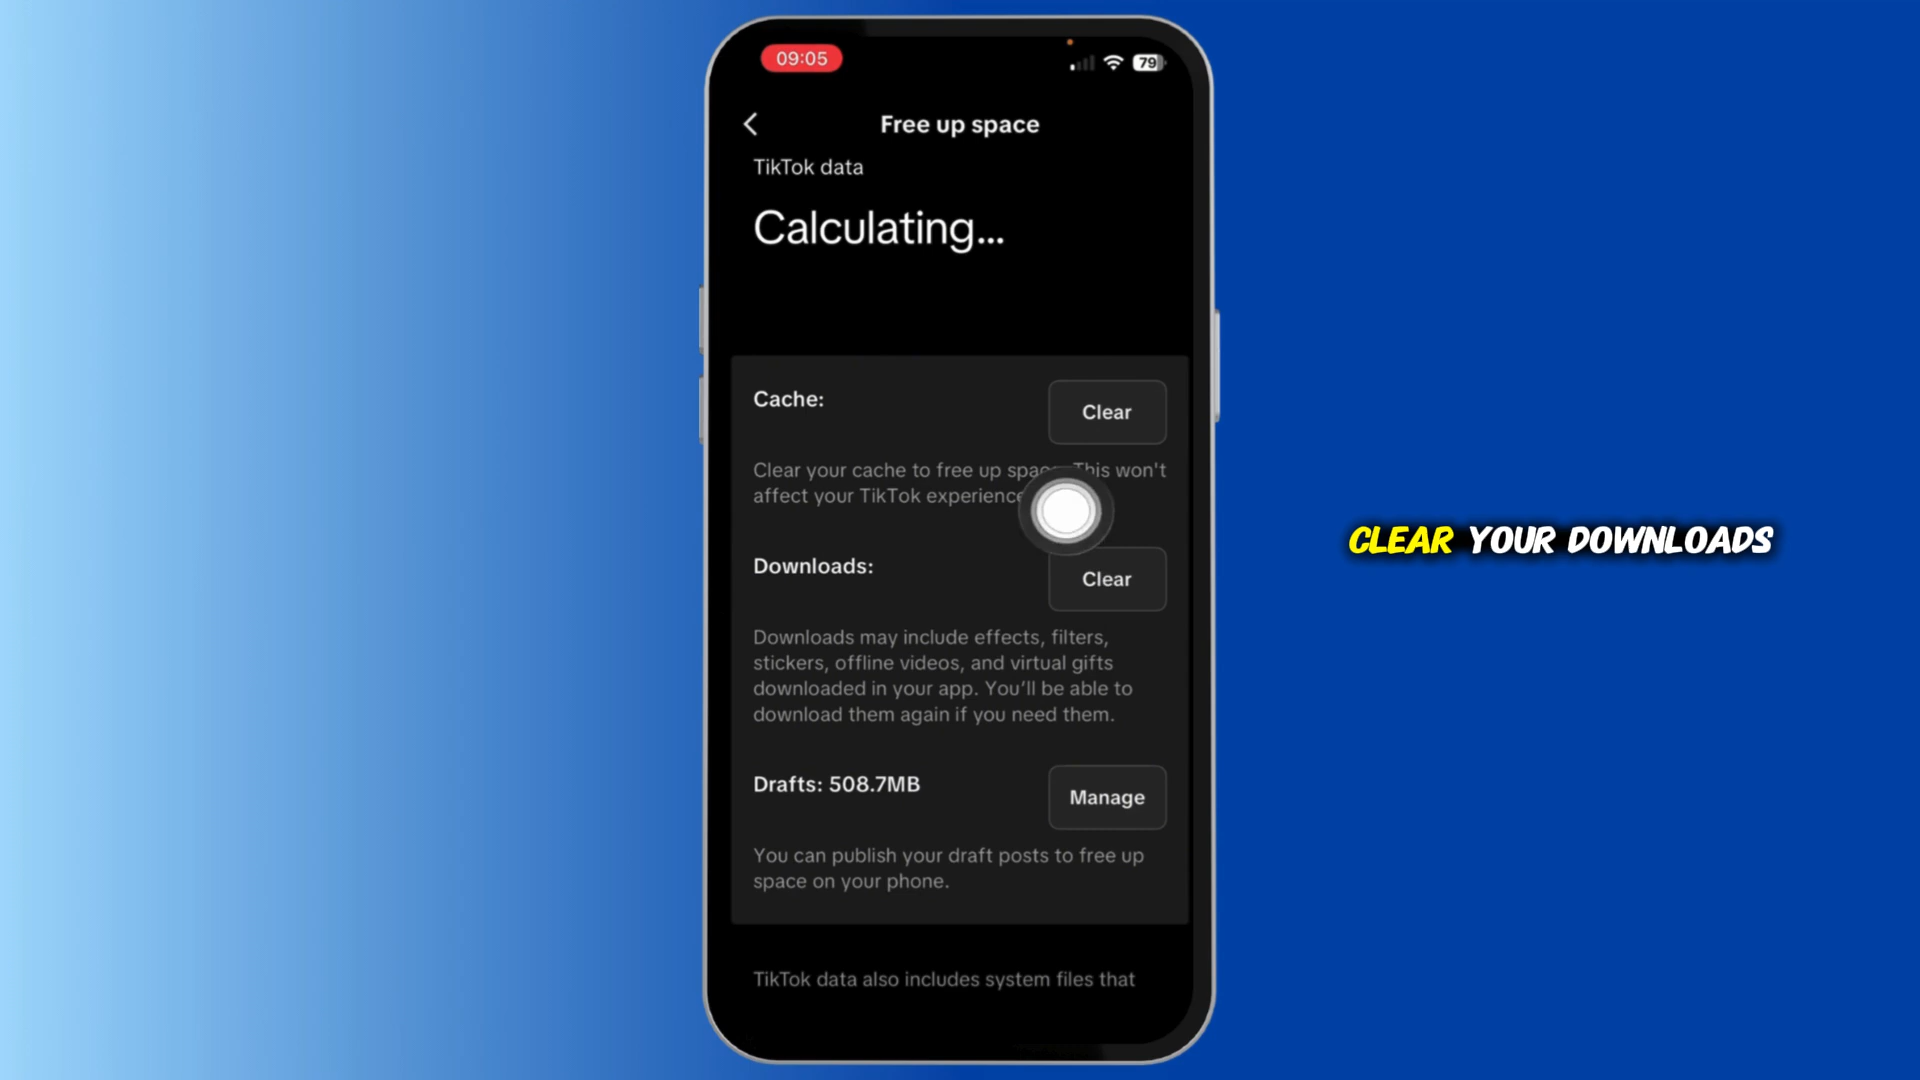 09:05
79
Free up space
TikTok data
Calculating...
Cache:
Clear
Clear your cache to free up space. This won't
affect your TikTok experience
Downloads:
Clear
Downloads may include effects, filters,
stickers, offline videos, and virtual gifts
downloaded in your app. You’ll be able to
download them again if you need them.
Drafts: 508.7MB
Manage
You can publish your draft posts to free up
space on your phone.
TikTok data also includes system files that
CLEAR YOUR DOWNLOADS